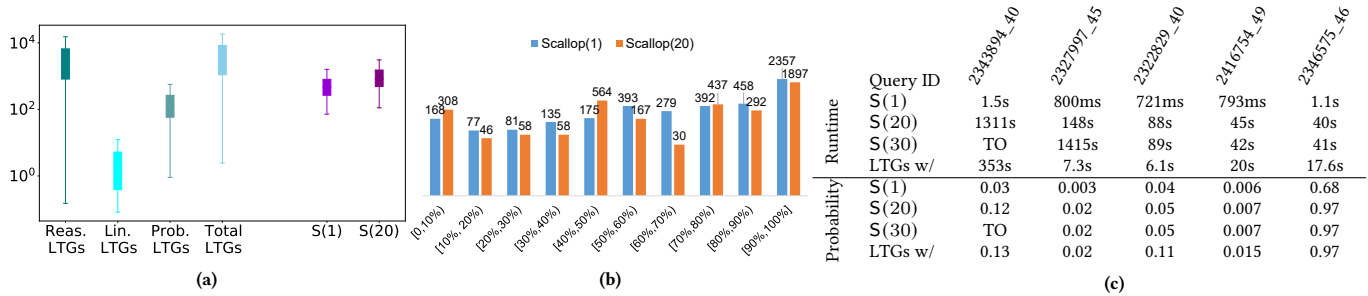 10⁴
10²
10⁰
Reas. LTGs
Lin. LTGs
Prob. LTGs
Total LTGs
S(1)
S(20)
(a)
Scallop(1) Scallop(20)
168 308
77 46
81 58
135 58
175 564
393 167
279 30
392 437
458 292
2357 1897
[0,10%)
[10%, 20%)
[20%,30%)
[30%,40%)
[40%,50%)
[50%,60%)
[60%,70%)
[70%,80%)
[80%,90%)
[90%,100%]
(b)
Query ID 2343894_40 2327997_45 2322829_40 2416754_49 2346575_46
Runtime
S(1) 1.5s 800ms 721ms 793ms 1.1s
S(20) 1311s 148s 88s 45s 40s
S(30) TO 1415s 89s 42s 41s
LTGs w/ 353s 7.3s 6.1s 20s 17.6s
Probability
S(1) 0.03 0.003 0.04 0.006 0.68
S(20) 0.12 0.02 0.05 0.007 0.97
S(30) TO 0.02 0.05 0.007 0.97
LTGs w/ 0.13 0.02 0.11 0.015 0.97
(c)